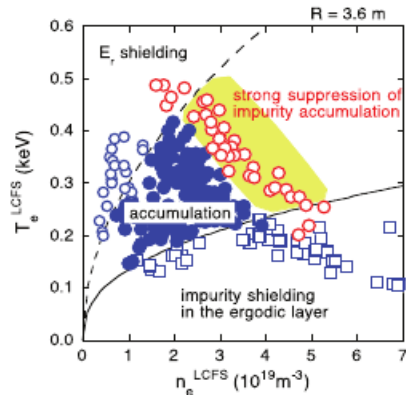 R = 3.6 m
E_r shielding
strong suppression of
impurity accumulation
accumulation
impurity shielding
in the ergodic layer
T_e^LCFS (keV)
0.6
0.5
0.4
0.3
0.2
0.1
0.0
0 1 2 3 4 5 6 7
n_e^LCFS (10^19 m^-3)